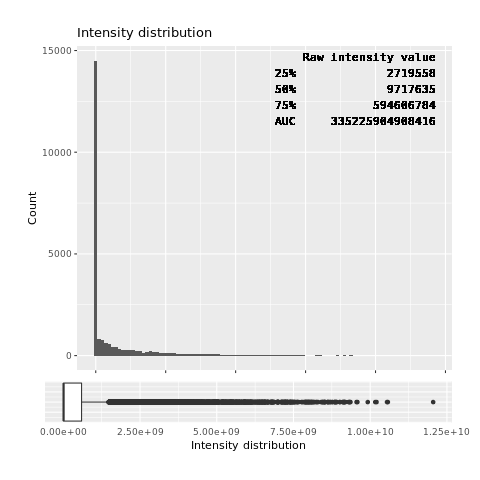 Intensity distribution
Raw intensity value
25% 2719558
50% 9717635
75% 594606784
AUC 335225904908416
15000
10000
5000
0
Count
0.00e+00 2.50e+09 5.00e+09 7.50e+09 1.00e+10 1.25e+10
Intensity distribution